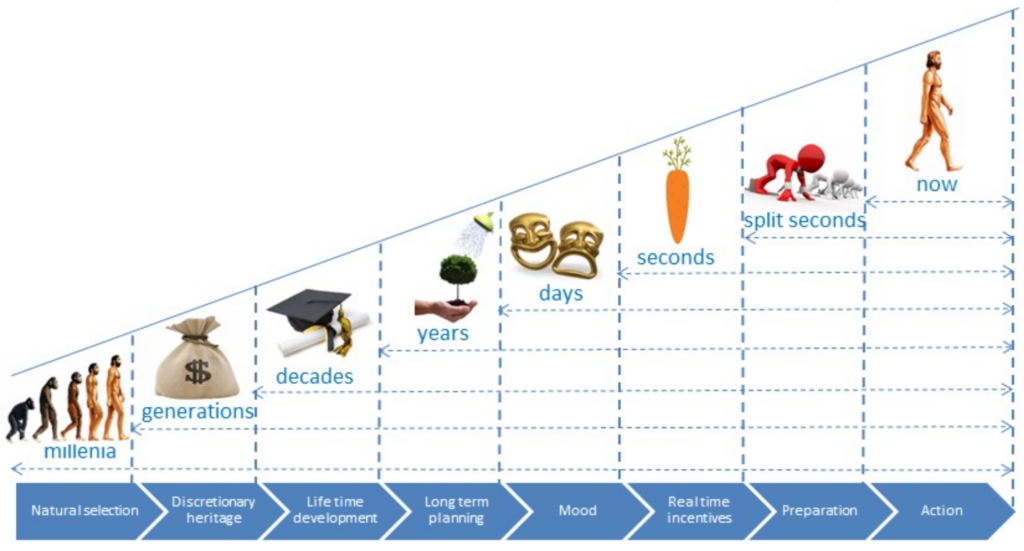 now
split seconds
seconds
days
years
decades
generations
$
millenia
Natural selection
Discretionary
heritage
Life time
development
Long term
planning
Mood
Real time
incentives
Preparation
Action